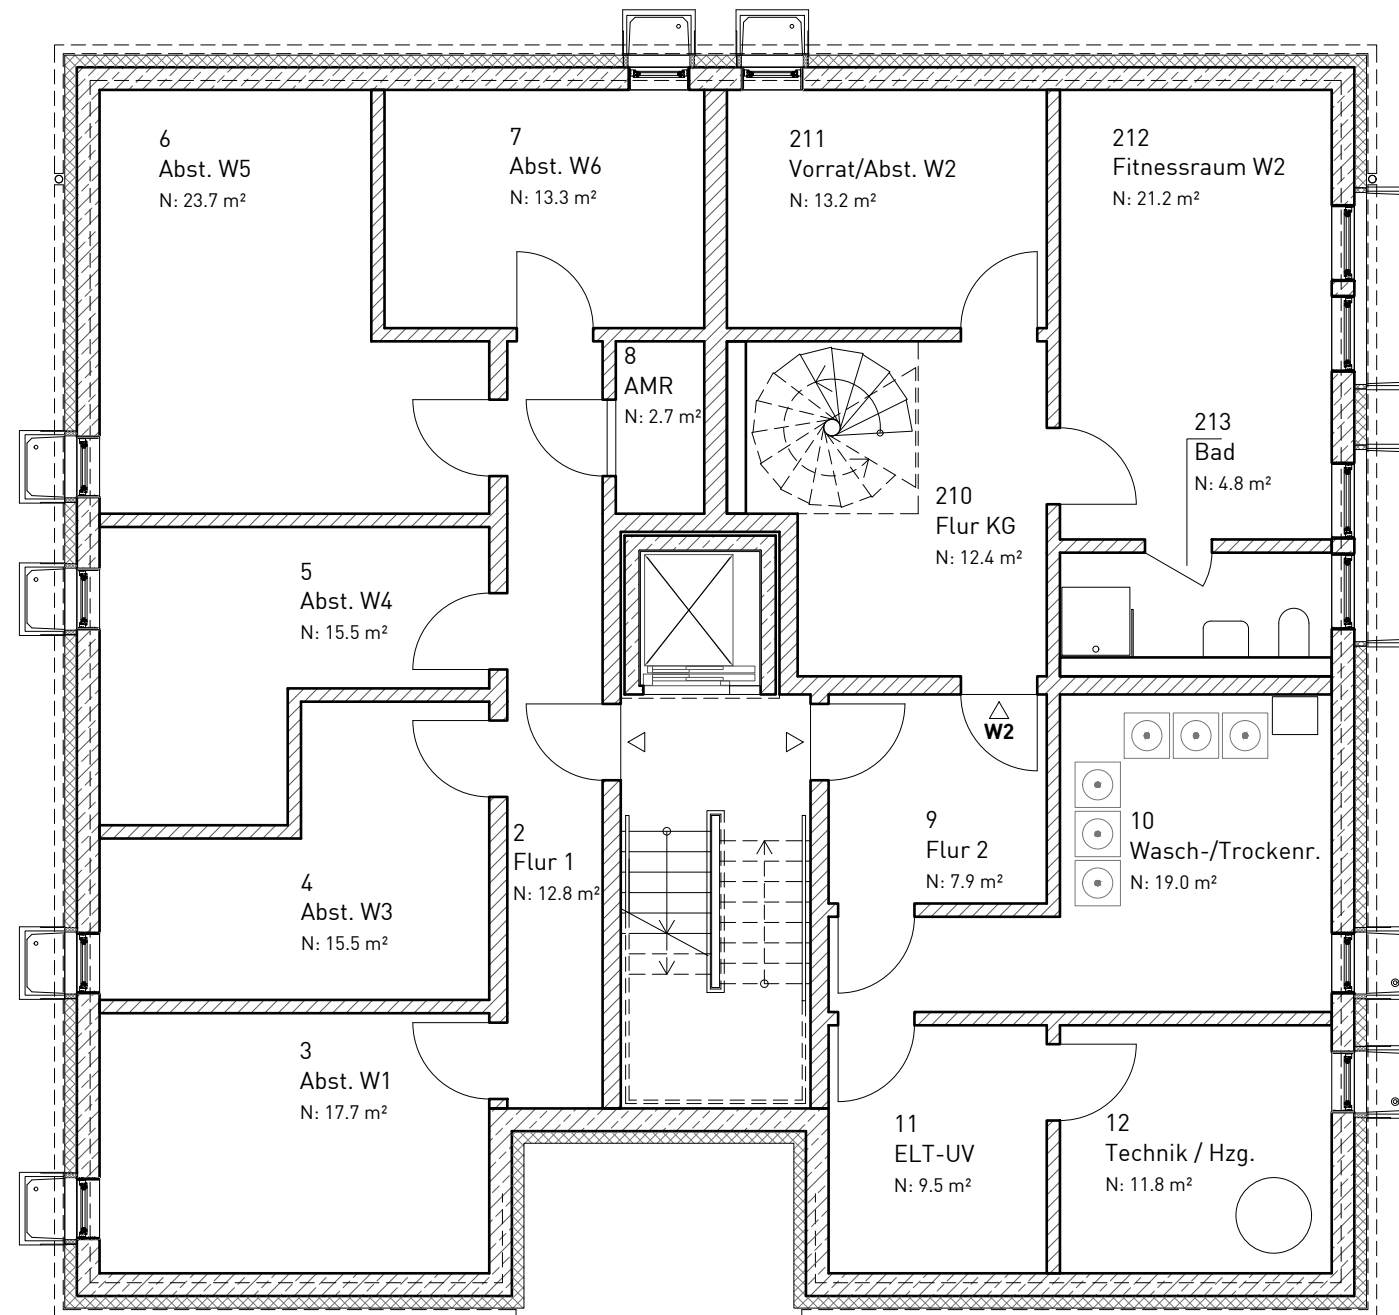 6
Abst. W5
N: 23.7 m²
7
Abst. W6
N: 13.3 m²
211
Vorrat/Abst. W2
N: 13.2 m²
212
Fitnessraum W2
N: 21.2 m²
8
AMR
N: 2.7 m²
213
Bad
N: 4.8 m²
210
Flur KG
N: 12.4 m²
5
Abst. W4
N: 15.5 m²
W2
4
Abst. W3
N: 15.5 m²
2
Flur 1
N: 12.8 m²
9
Flur 2
N: 7.9 m²
10
Wasch-/Trockenr.
N: 19.0 m²
3
Abst. W1
N: 17.7 m²
11
ELT-UV
N: 9.5 m²
12
Technik / Hzg.
N: 11.8 m²